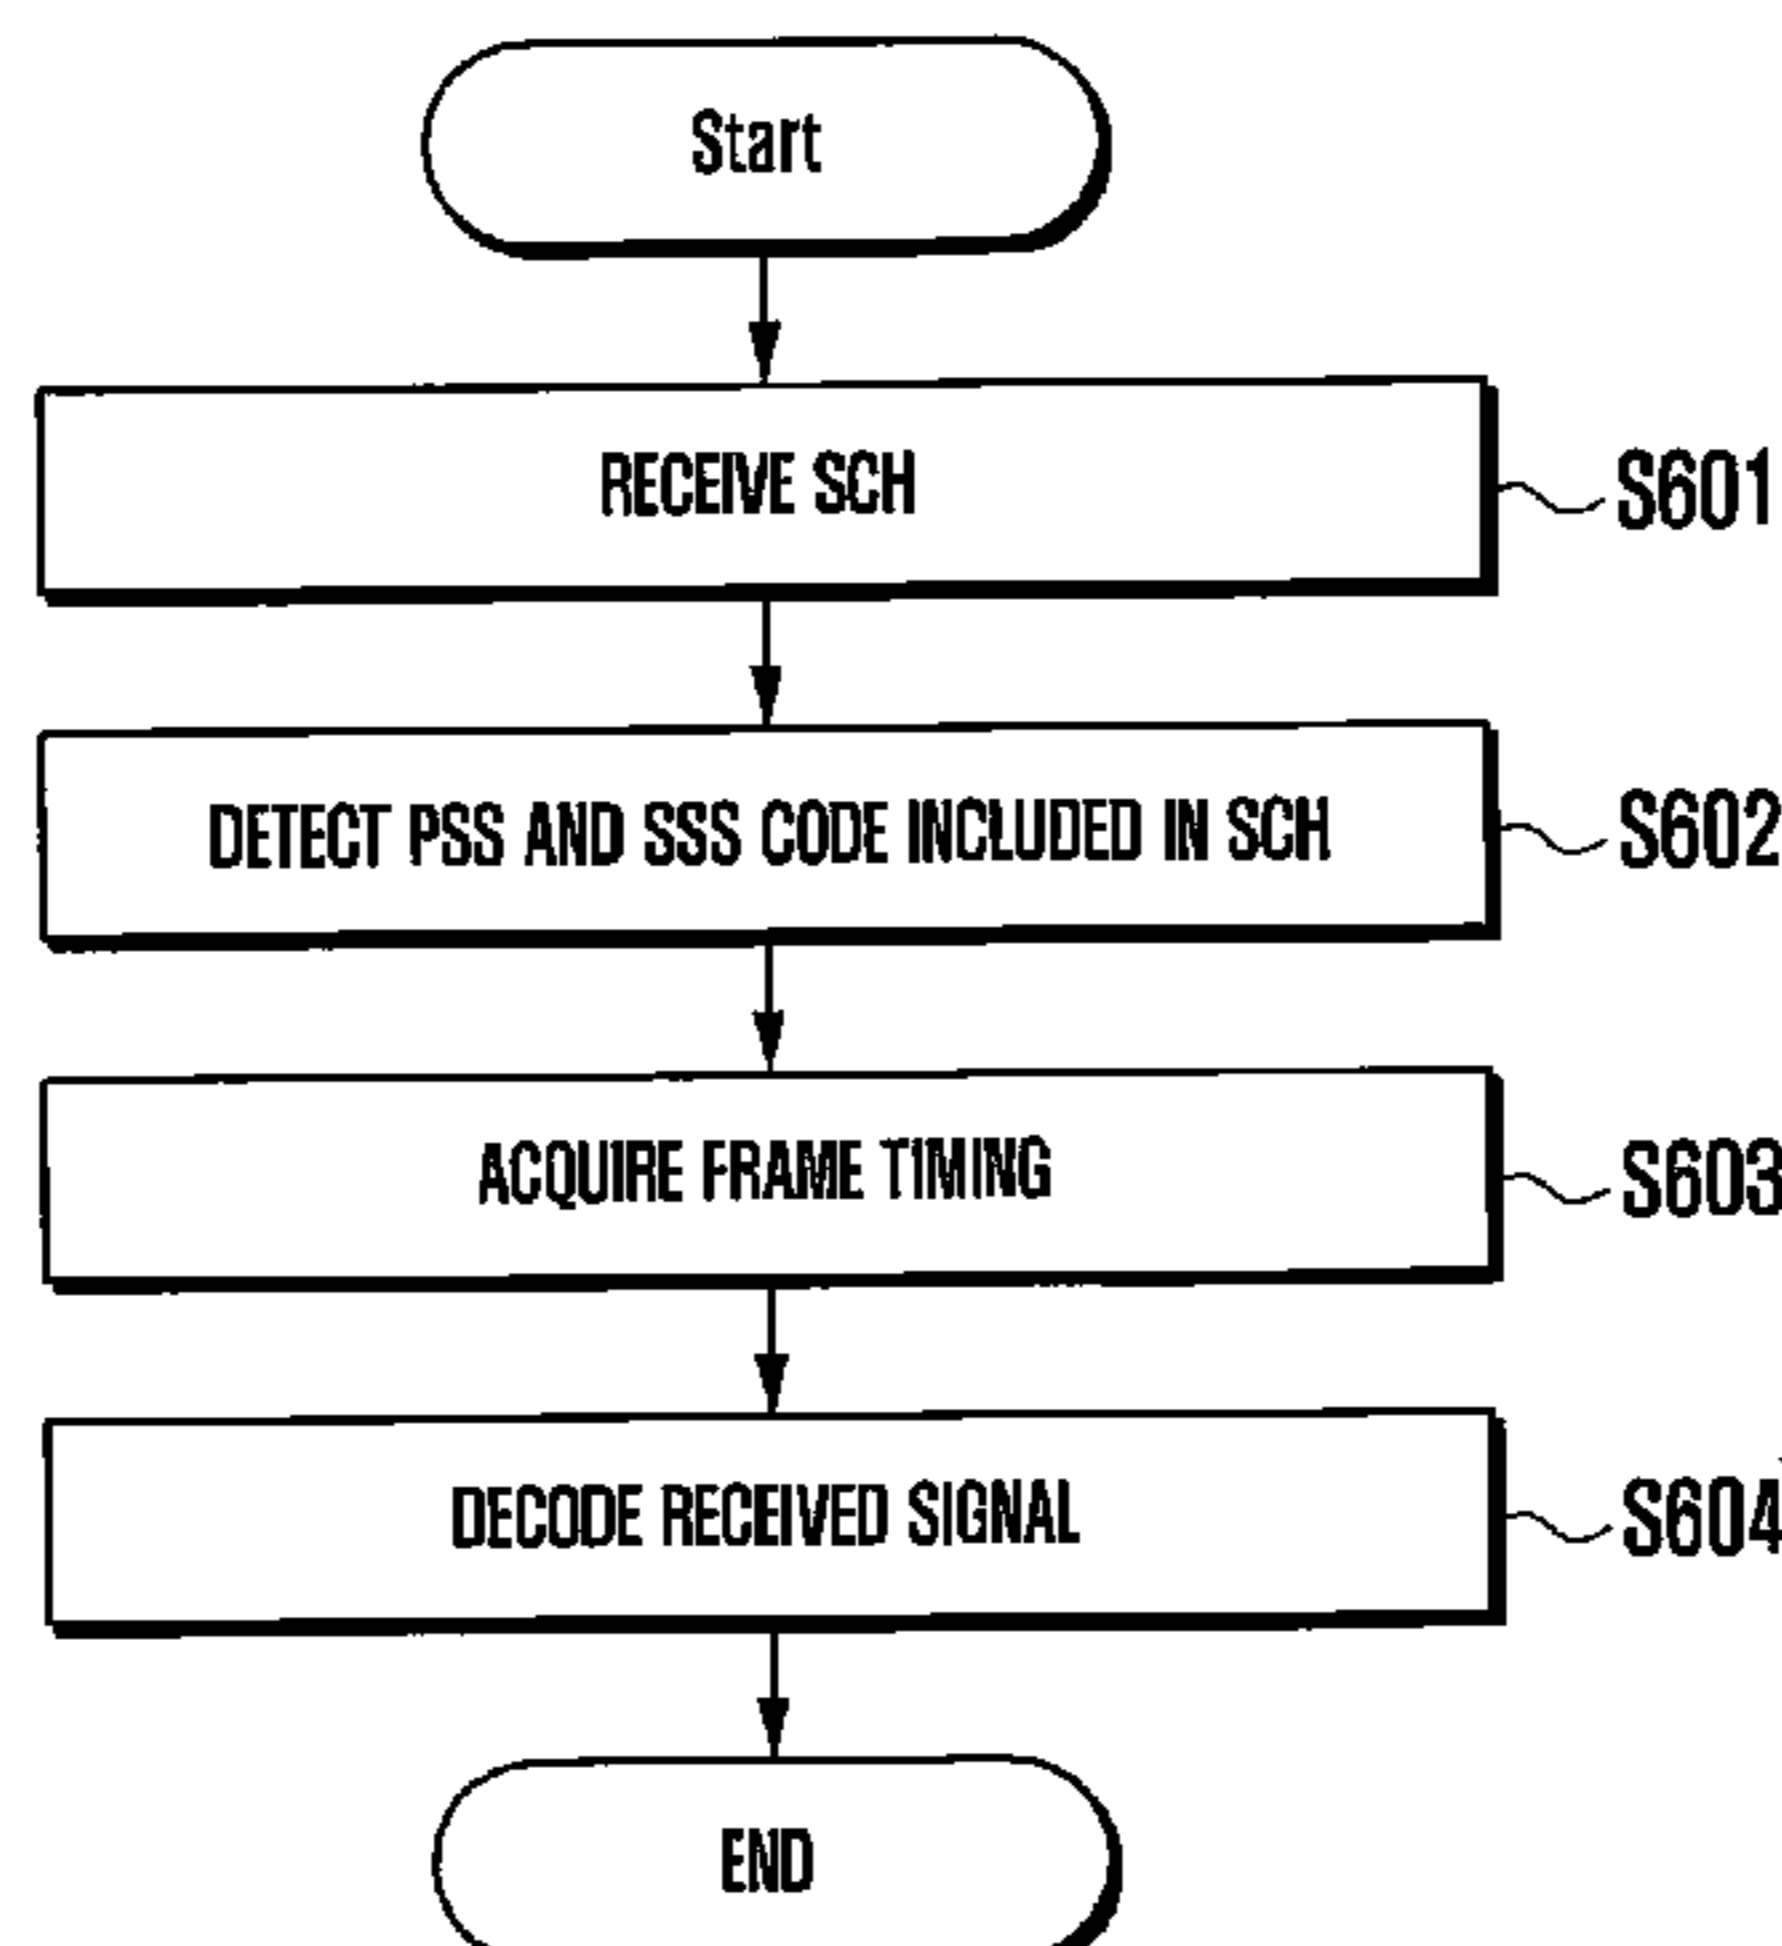 Start
RECEIVE SCH
S601
DETECT PSS AND SSS CODE INCLUDED IN SCH
S602
ACQUIRE FRAME TIMING
S603
DECODE RECEIVED SIGNAL
S604
END